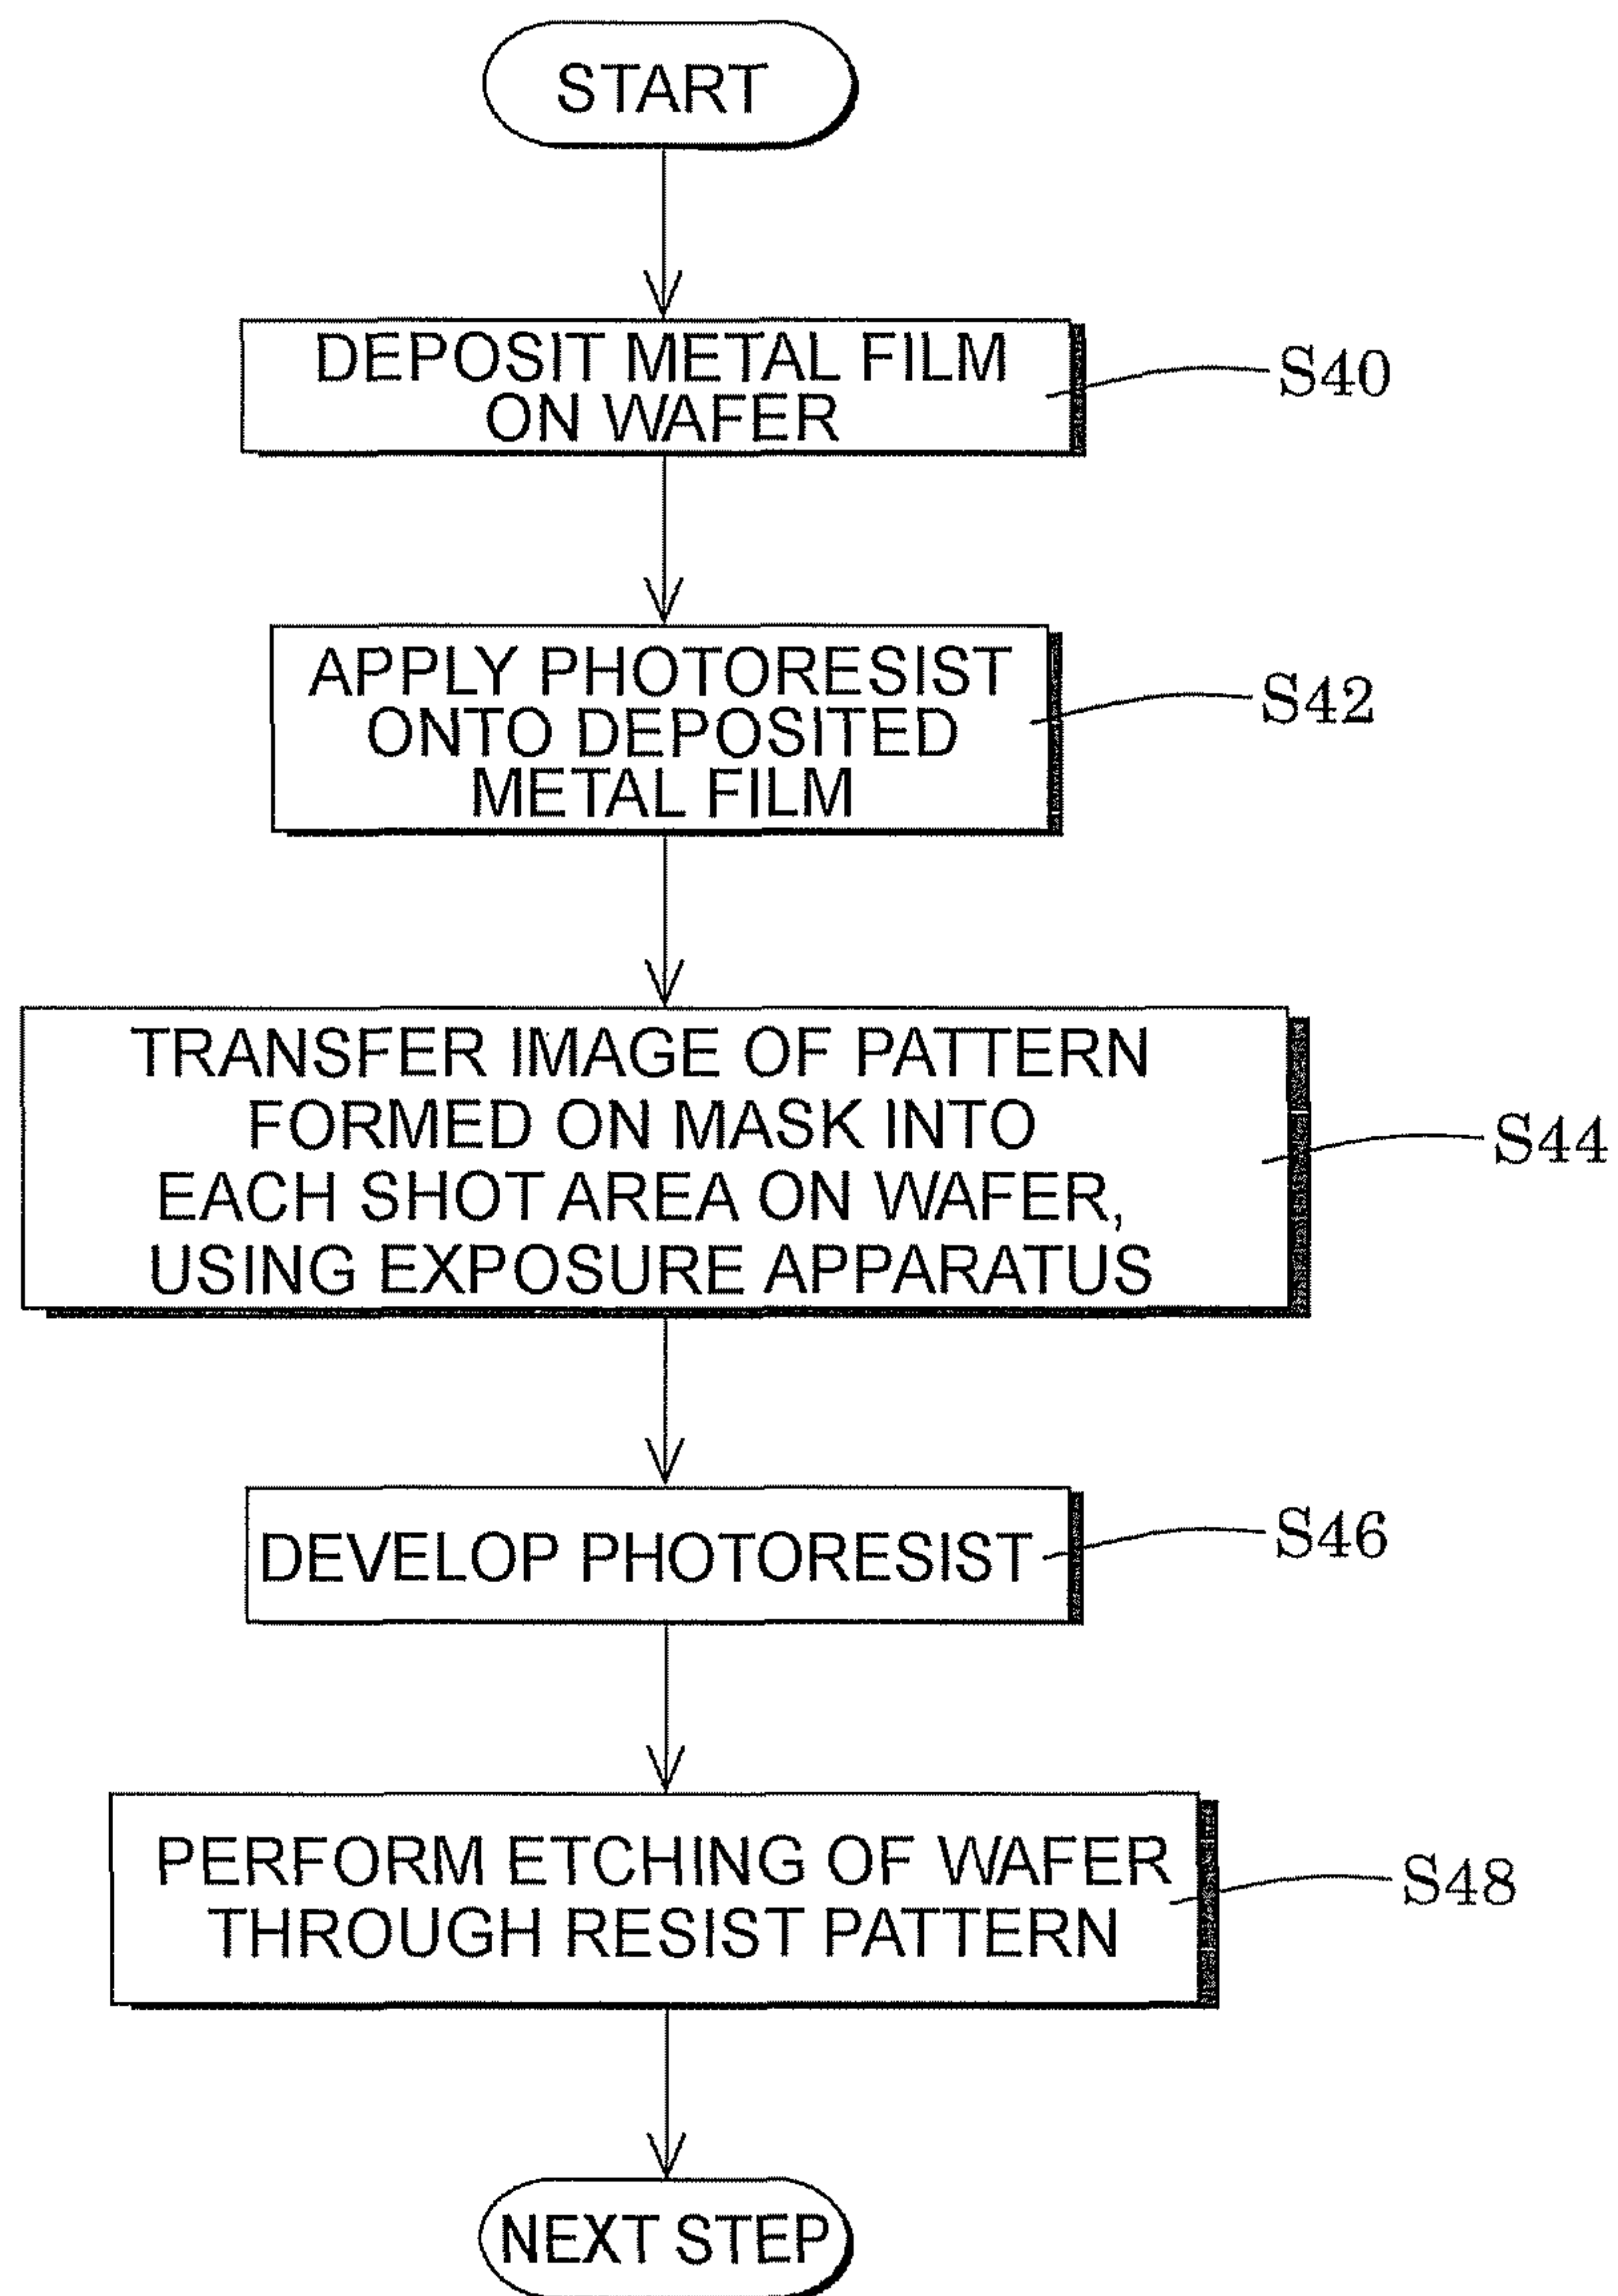 START
DEPOSIT METAL FILM
ON WAFER
S40
APPLY PHOTORESIST
ONTO DEPOSITED
METAL FILM
S42
TRANSFER IMAGE OF PATTERN
FORMED ON MASK INTO
EACH SHOT AREA ON WAFER,
USING EXPOSURE APPARATUS
S44
DEVELOP PHOTORESIST
S46
PERFORM ETCHING OF WAFER
THROUGH RESIST PATTERN
S48
NEXT STEP